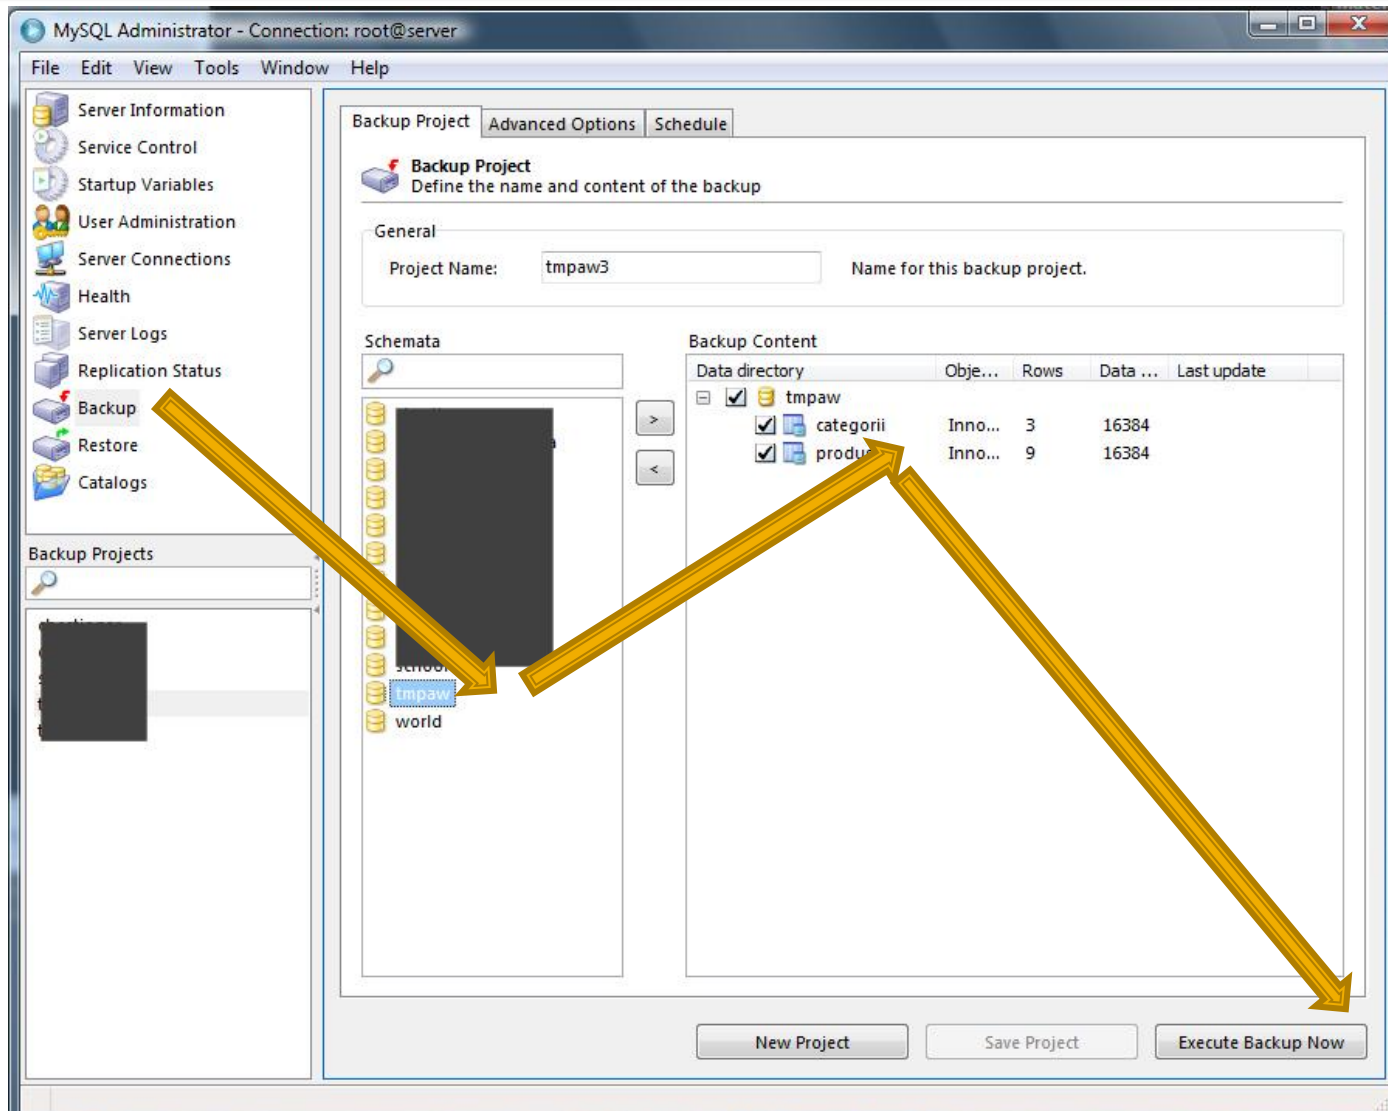 MySQL Administrator - Connection: root@server
File Edit View Tools Window Help
Server Information
Service Control
Startup Variables
User Administration
Server Connections
Health
Server Logs
Replication Status
Backup
Restore
Catalogs
Backup Projects
Backup Project Advanced Options Schedule
Backup Project
Define the name and content of the backup
General
Project Name: tmpaw3 Name for this backup project.
Schemata
tmpaw
world
> 
<
Backup Content
Data directory Obje... Rows Data ... Last update
tmpaw
categorii Inno... 3 16384
Inno... 9 16384
New Project Save Project Execute Backup Now